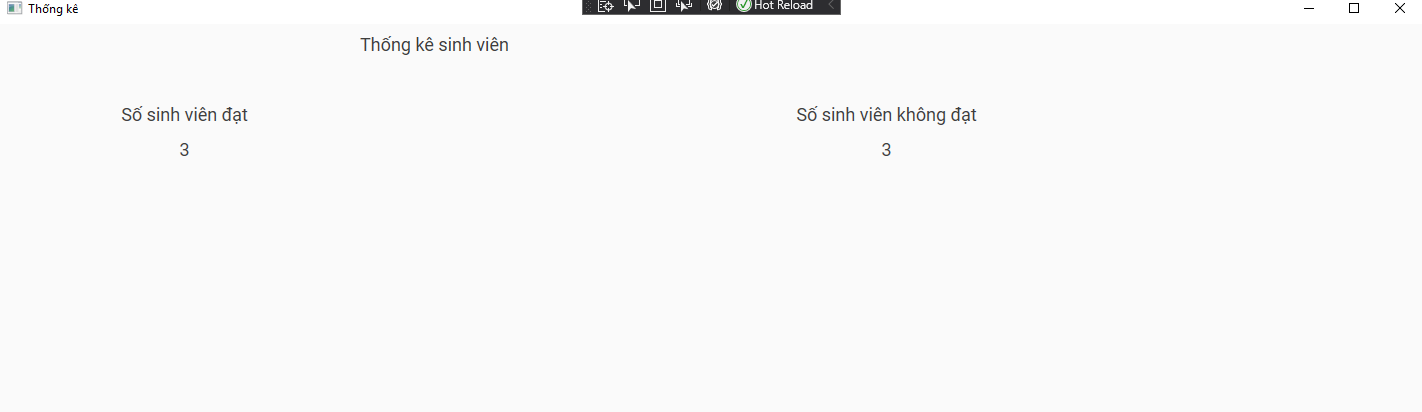 Thống kê
Hot Reload
Thống kê sinh viên
Số sinh viên đạt
Số sinh viên không đạt
3
3